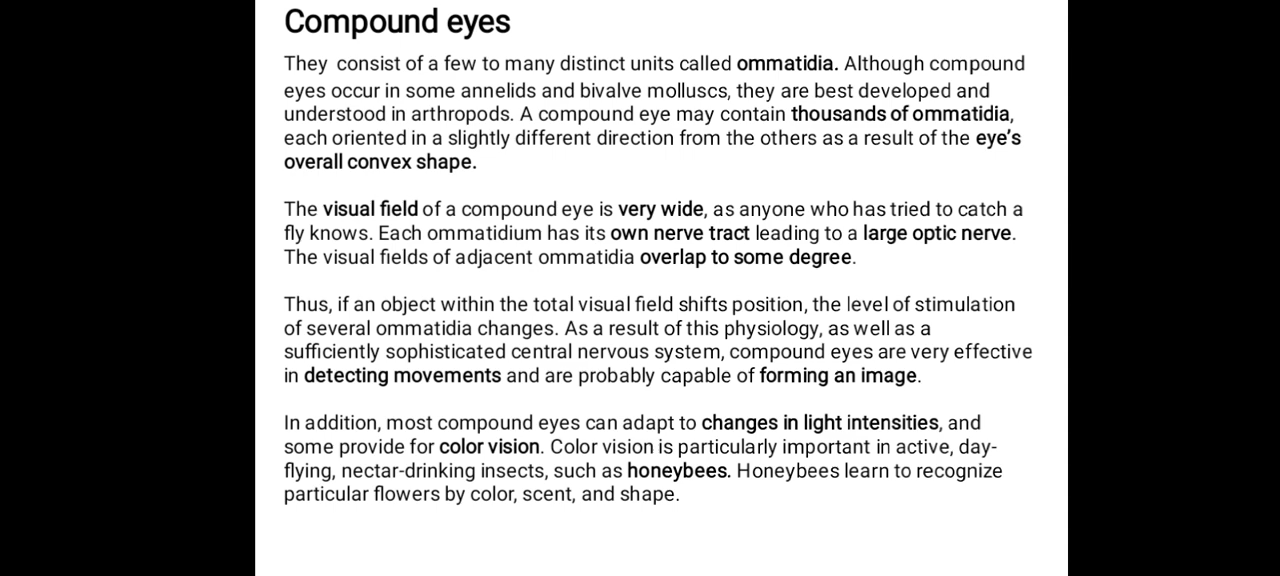 Compound eyes
They consist of a few to many distinct units called ommatidia. Although compound
eyes occur in some annelids and bivalve molluscs, they are best developed and
understood in arthropods. A compound eye may contain thousands of ommatidia,
each oriented in a slightly different direction from the others as a result of the eye's
overall convex shape.
The visual field of a compound eye is very wide, as anyone who has tried to catch a
fly knows. Each ommatidium has its own nerve tract leading to a large optic nerve.
The visual fields of adjacent ommatidia overlap to some degree.
Thus, if an object within the total visual field shifts position, the level of stimulation
of several ommatidia changes. As a result of this physiology, as well as a
sufficiently sophisticated central nervous system, compound eyes are very effective
in detecting movements and are probably capable of forming an image.
In addition, most compound eyes can adapt to changes in light intensities, and
some provide for color vision. Color vision is particularly important in active, day-
flying, nectar-drinking insects, such as honeybees. Honeybees learn to recognize
particular flowers by color, scent, and shape.